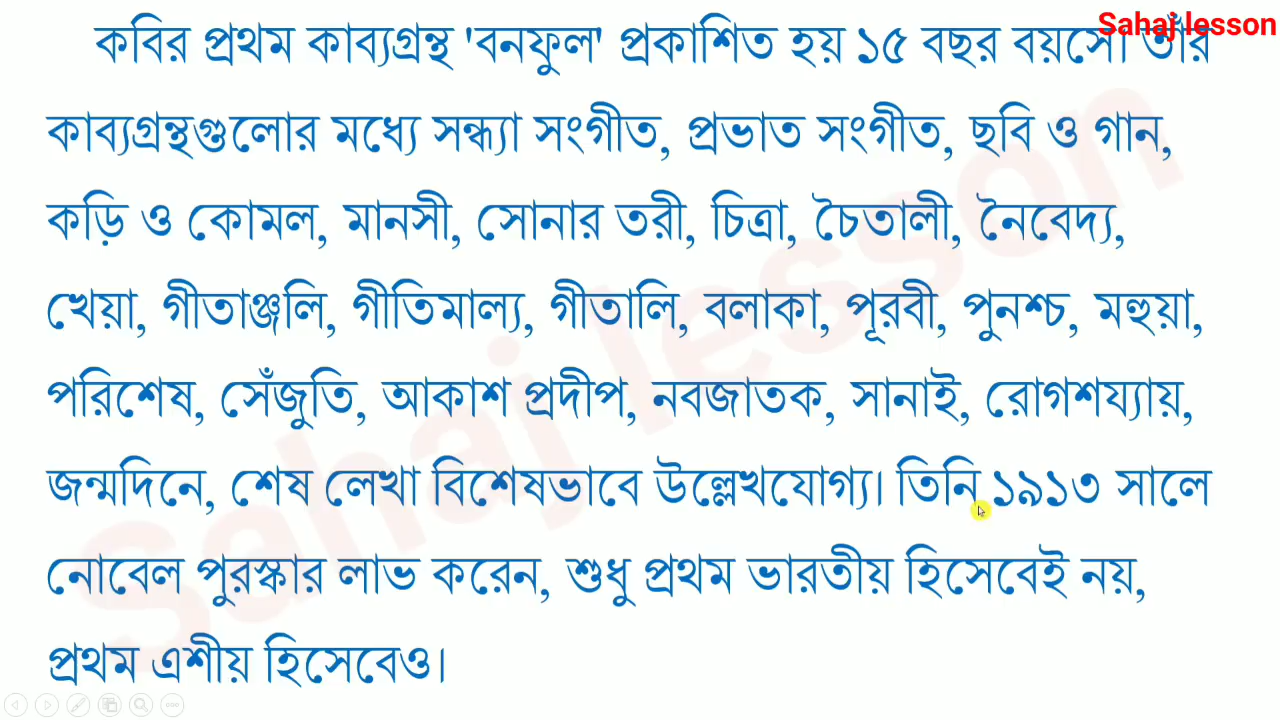 Sahaj lesson
কবির প্রথম কাব্যগ্রন্থ 'বনফুল' প্রকাশিত হয় ১৫ বছর বয়সে। তাঁর
কাব্যগ্রন্থগুলোর মধ্যে সন্ধ্যা সংগীত, প্রভাত সংগীত, ছবি ও গান,
কড়ি ও কোমল, মানসী, সোনার তরী, চিত্রা, চৈতালী, নৈবেদ্য,
খেয়া, গীতাঞ্জলি, গীতিমাল্য, গীতালি, বলাকা, পূরবী, পুনশ্চ, মহুয়া,
পরিশেষ, সেঁজুতি, আকাশ প্রদীপ, নবজাতক, সানাই, রোগশয্যায়,
জন্মদিনে, শেষ লেখা বিশেষভাবে উল্লেখযোগ্য। তিনি ১৯১৩ সালে
নোবেল পুরস্কার লাভ করেন, শুধু প্রথম ভারতীয় হিসেবেই নয়,
প্রথম এশীয় হিসেবেও।
Sahaj lesson